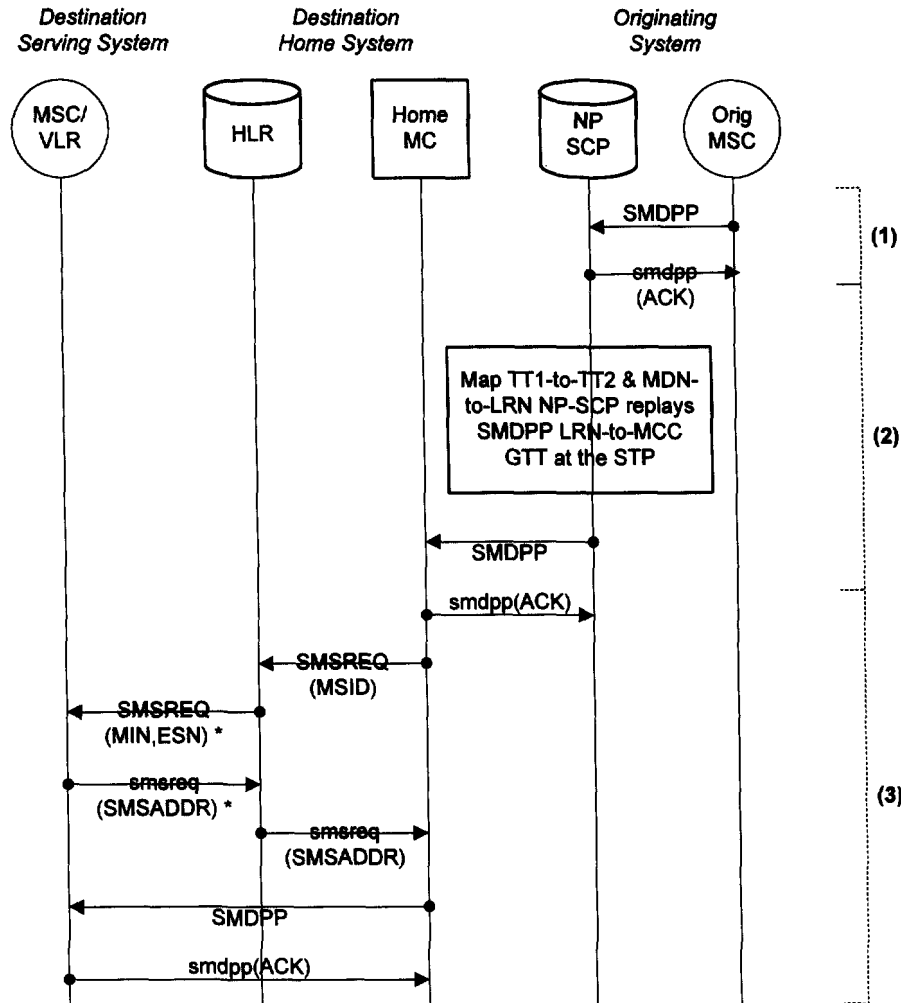 Destination
Serving System
Destination
Home System
Originating
System
MSC/
VLR
HLR
Home
MC
NP
SCP
Orig
MSC
SMDPP
(1)
smdpp
(ACK)
Map TT1-to-TT2 & MDN-
to-LRN NP-SCP replays
SMDPP LRN-to-MCC
GTT at the STP
(2)
SMDPP
smdpp(ACK)
SMSREQ
(MSID)
SMSREQ
(MIN,ESN) *
smsreq
(SMSADDR) *
(3)
smsreq
(SMSADDR)
SMDPP
smdpp(ACK)